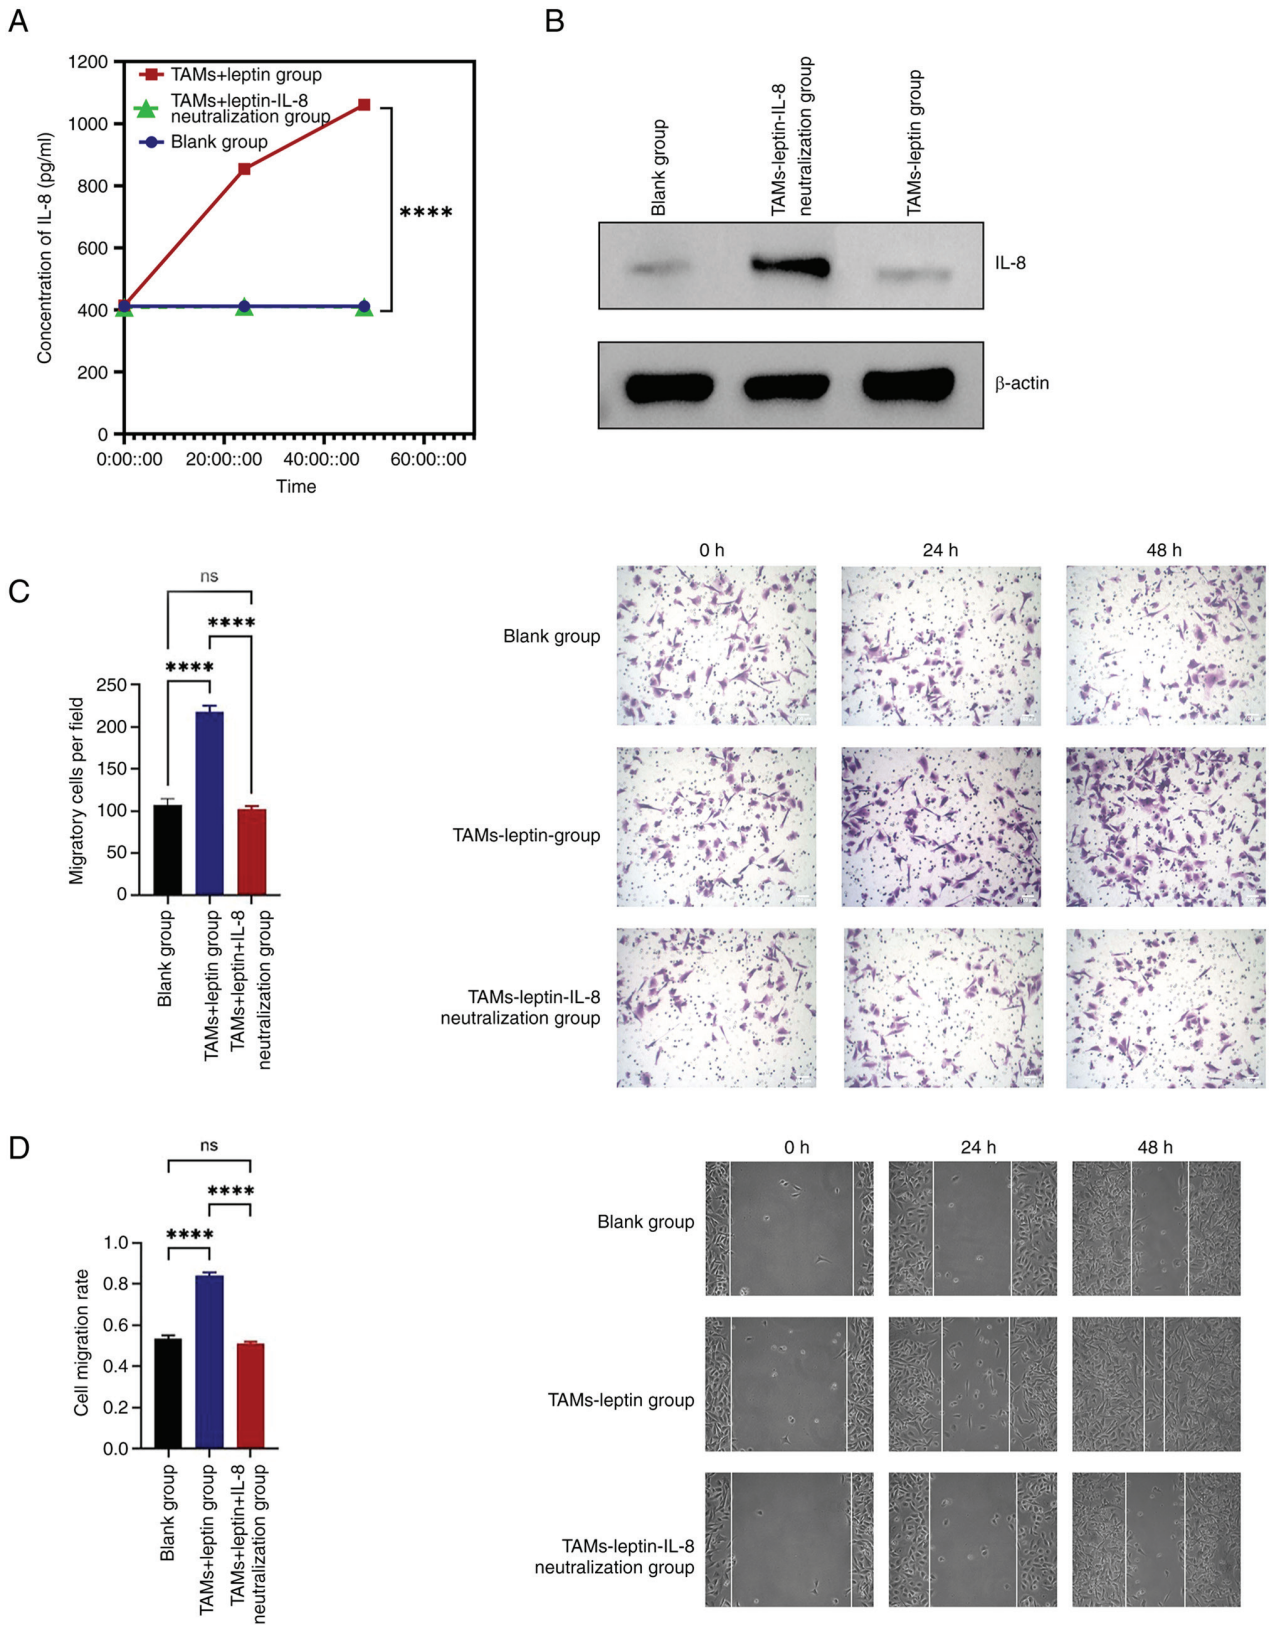 A
1200
1000
800
600
400
200
0
Concentration of IL-8 (pg/ml)
TAMs+leptin group
TAMs+leptin-IL-8
neutralization group
Blank group
****
0:00::00 20:00::00 40:00::00 60:00::00
Time
B
Blank group
TAMs-leptin-IL-8
neutralization group
TAMs-leptin group
IL-8
β-actin
C
ns
****
****
250
200
150
100
50
0
Migratory cells per field
Blank group
TAMs+leptin group
TAMs+leptin+IL-8
neutralization group
0 h 24 h 48 h
Blank group
TAMs-leptin-group
TAMs-leptin-IL-8
neutralization group
D
ns
****
****
1.0
0.8
0.6
0.4
0.2
0.0
Cell migration rate
Blank group
TAMs+leptin group
TAMs+leptin+IL-8
neutralization group
0 h 24 h 48 h
Blank group
TAMs-leptin group
TAMs-leptin-IL-8
neutralization group